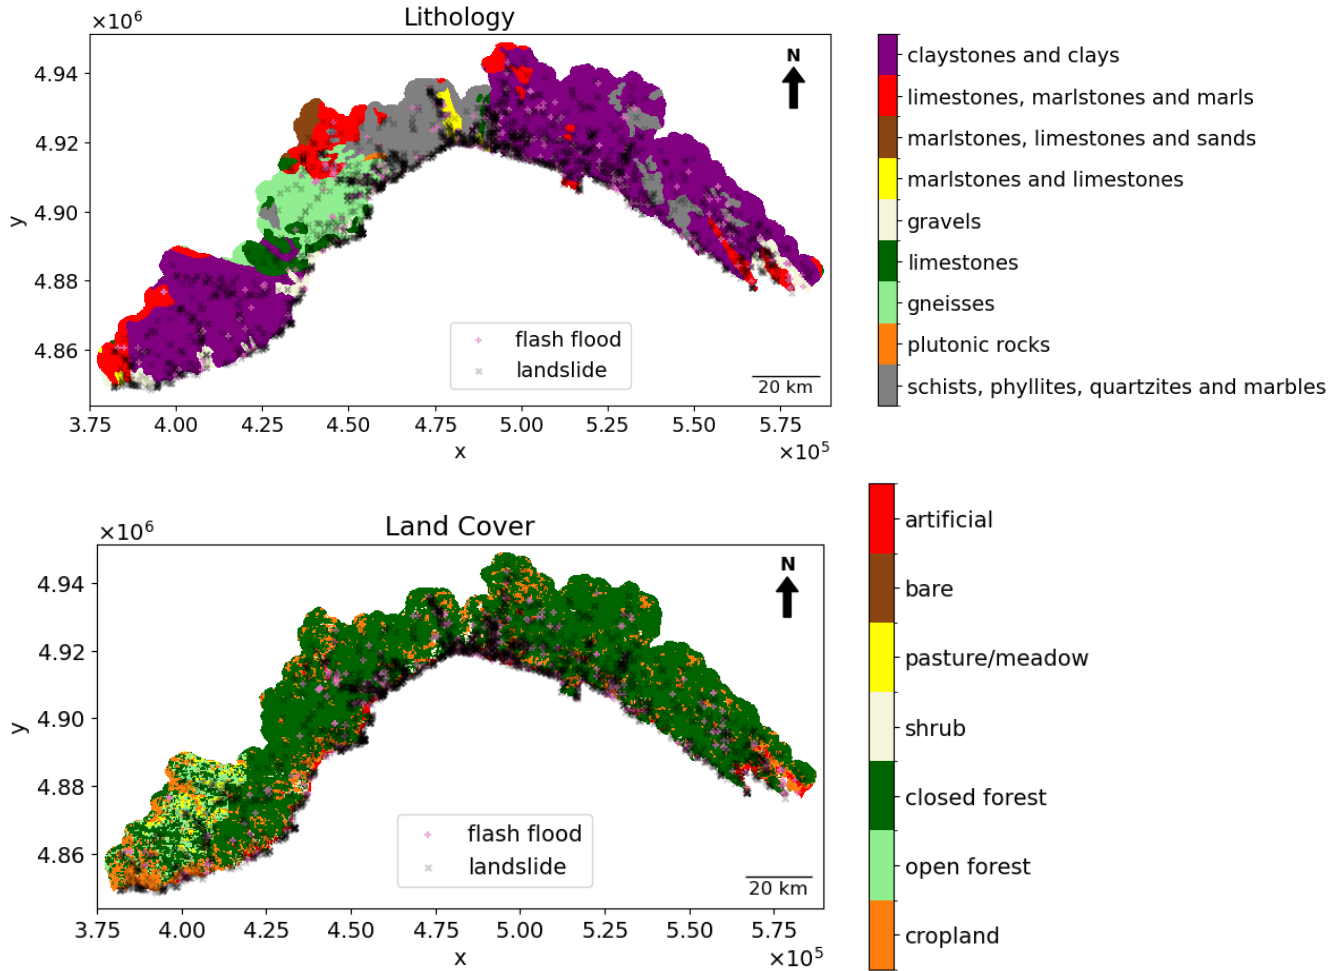 Lithology
×10⁶
4.94
4.92
4.90
4.88
4.86
y
N
flash flood
landslide
20 km
3.75 4.00 4.25 4.50 4.75 5.00 5.25 5.50 5.75
x
×10⁵
claystones and clays
limestones, marlstones and marls
marlstones, limestones and sands
marlstones and limestones
gravels
limestones
gneisses
plutonic rocks
schists, phyllites, quartzites and marbles
Land Cover
×10⁶
4.94
4.92
4.90
4.88
4.86
y
N
flash flood
landslide
20 km
3.75 4.00 4.25 4.50 4.75 5.00 5.25 5.50 5.75
x
×10⁵
artificial
bare
pasture/meadow
shrub
closed forest
open forest
cropland